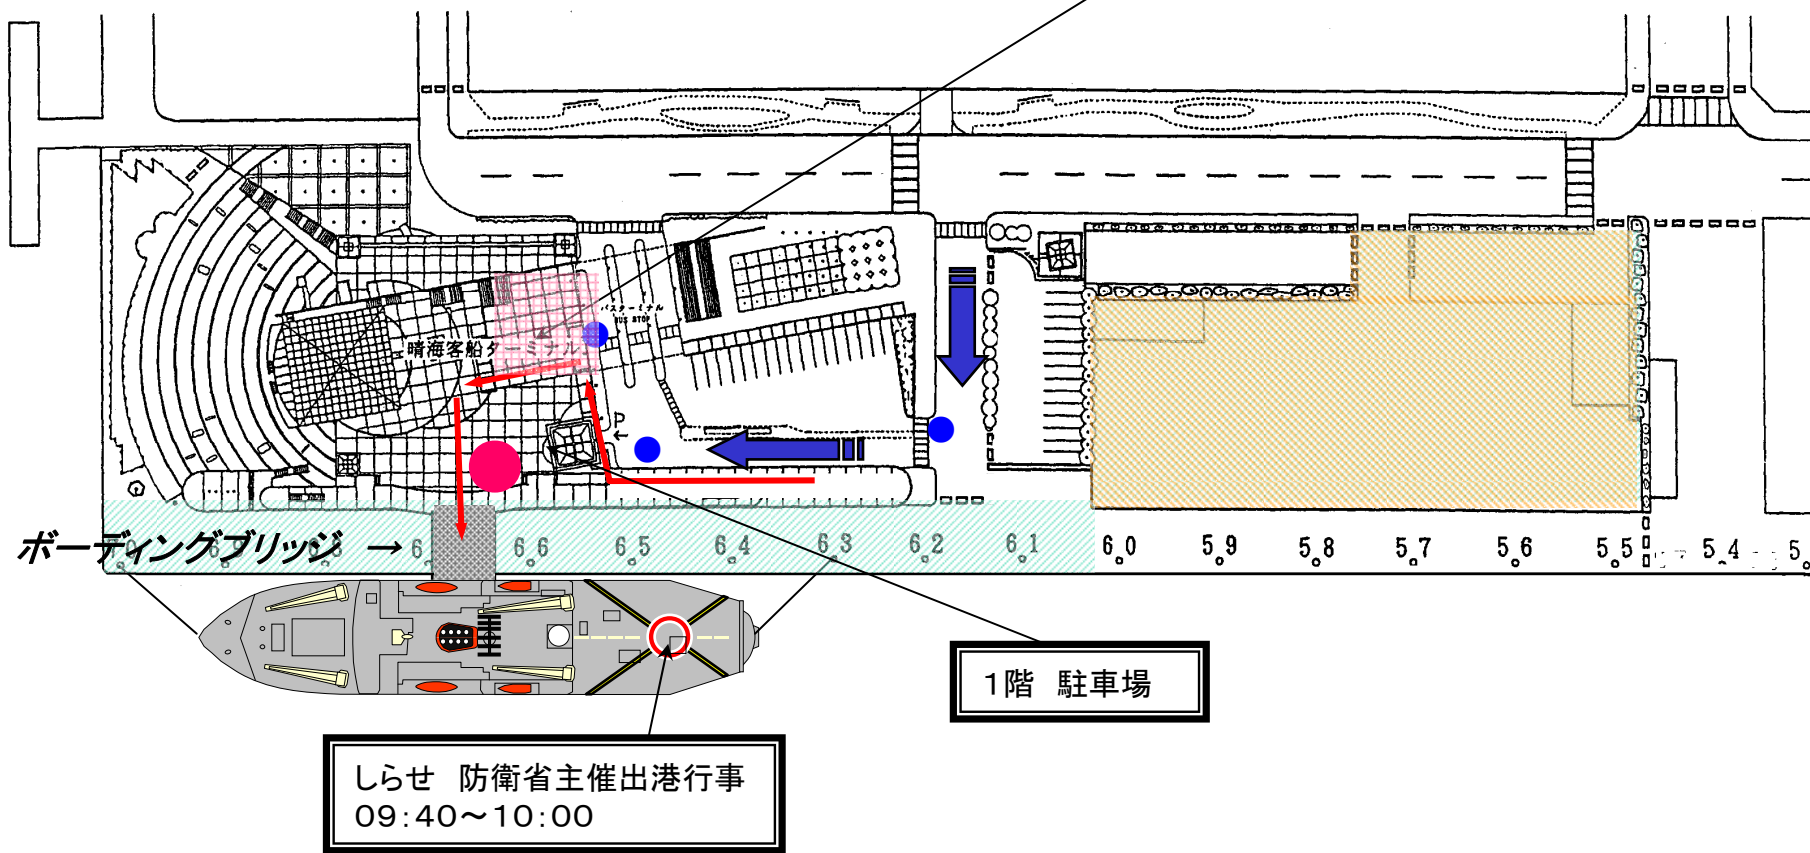 バスターミナル
BUS STOP
晴海客船ターミナル
P
←
ボーディングブリッジ →
6.6 6.5 6.4 6.3 6.2 6.1 6.0 5.9 5.8 5.7 5.6 5.5 5.4
1階 駐車場
しらせ 防衛省主催出港行事
09:40～10:00